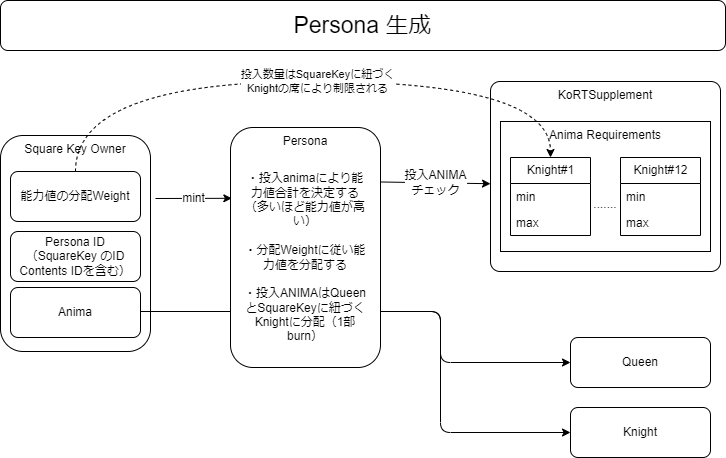 Persona 生成
投入数量はSquareKeyに紐づく
Knightの席により制限される
KoRTSupplement
Anima Requirements
Knight#1
min
max
.......
Knight#12
min
max
Square Key Owner
能力値の分配Weight
Persona ID
（SquareKey のID
Contents IDを含む）
Anima
mint
Persona
・投入animaにより能
力値合計を決定する
（多いほど能力値が高
い）
・分配Weightに従い能
力値を分配する
・投入ANIMAはQueen
とSquareKeyに紐づく
Knightに分配（1部
burn）
投入ANIMA
チェック
Queen
Knight